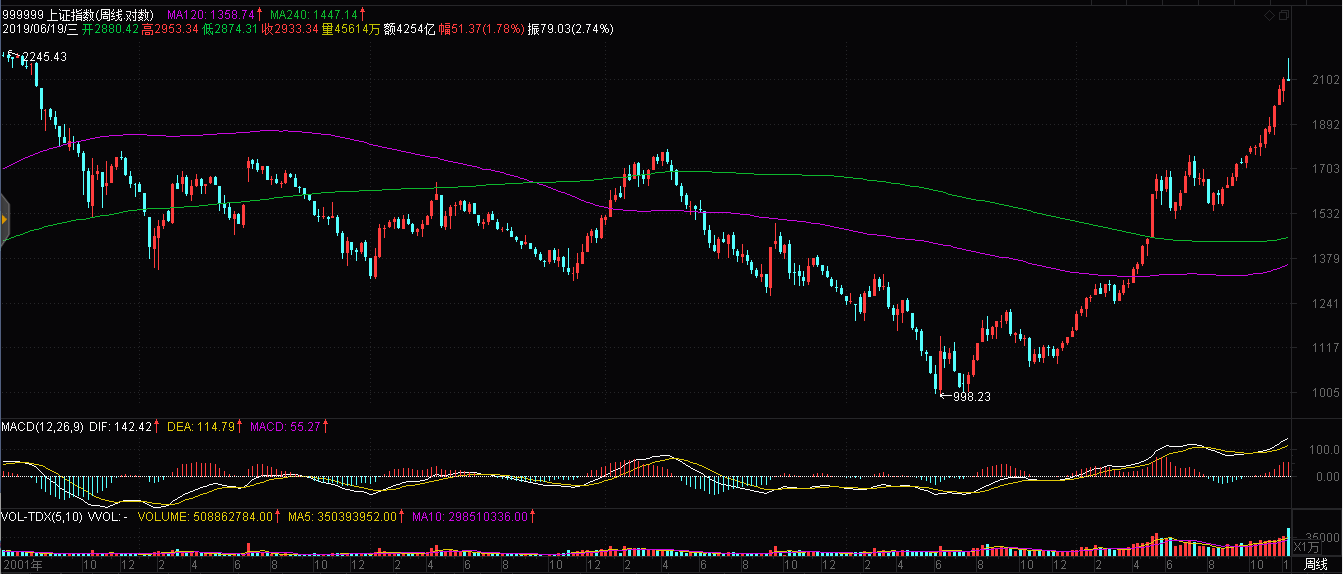 999999 上证指数(周线.对数) MA120: 1358.74↑ MA240: 1447.14↑
2019/06/19/三 开2880.42 高2953.34 低2874.31 收2933.34 量45614万 额4254亿 幅51.37(1.78%) 振79.03(2.74%)
2245.43
2102
1892
1703
1532
1379
1241
1117
1005
←998.23
MACD(12,26,9) DIF: 142.42↑ DEA: 114.79↑ MACD: 55.27↑
100.0
0.00
VOL-TDX(5,10) VVOL: - VOLUME: 508862784.00↑ MA5: 350393952.00↑ MA10: 298510336.00↑
35000
X1万
2001年 10 12 2 4 6 8 10 12 2 4 6 8 10 12 2 4 6 8 10 12 2 4 6 8 10 12 2 4 6 8 10 1 周线